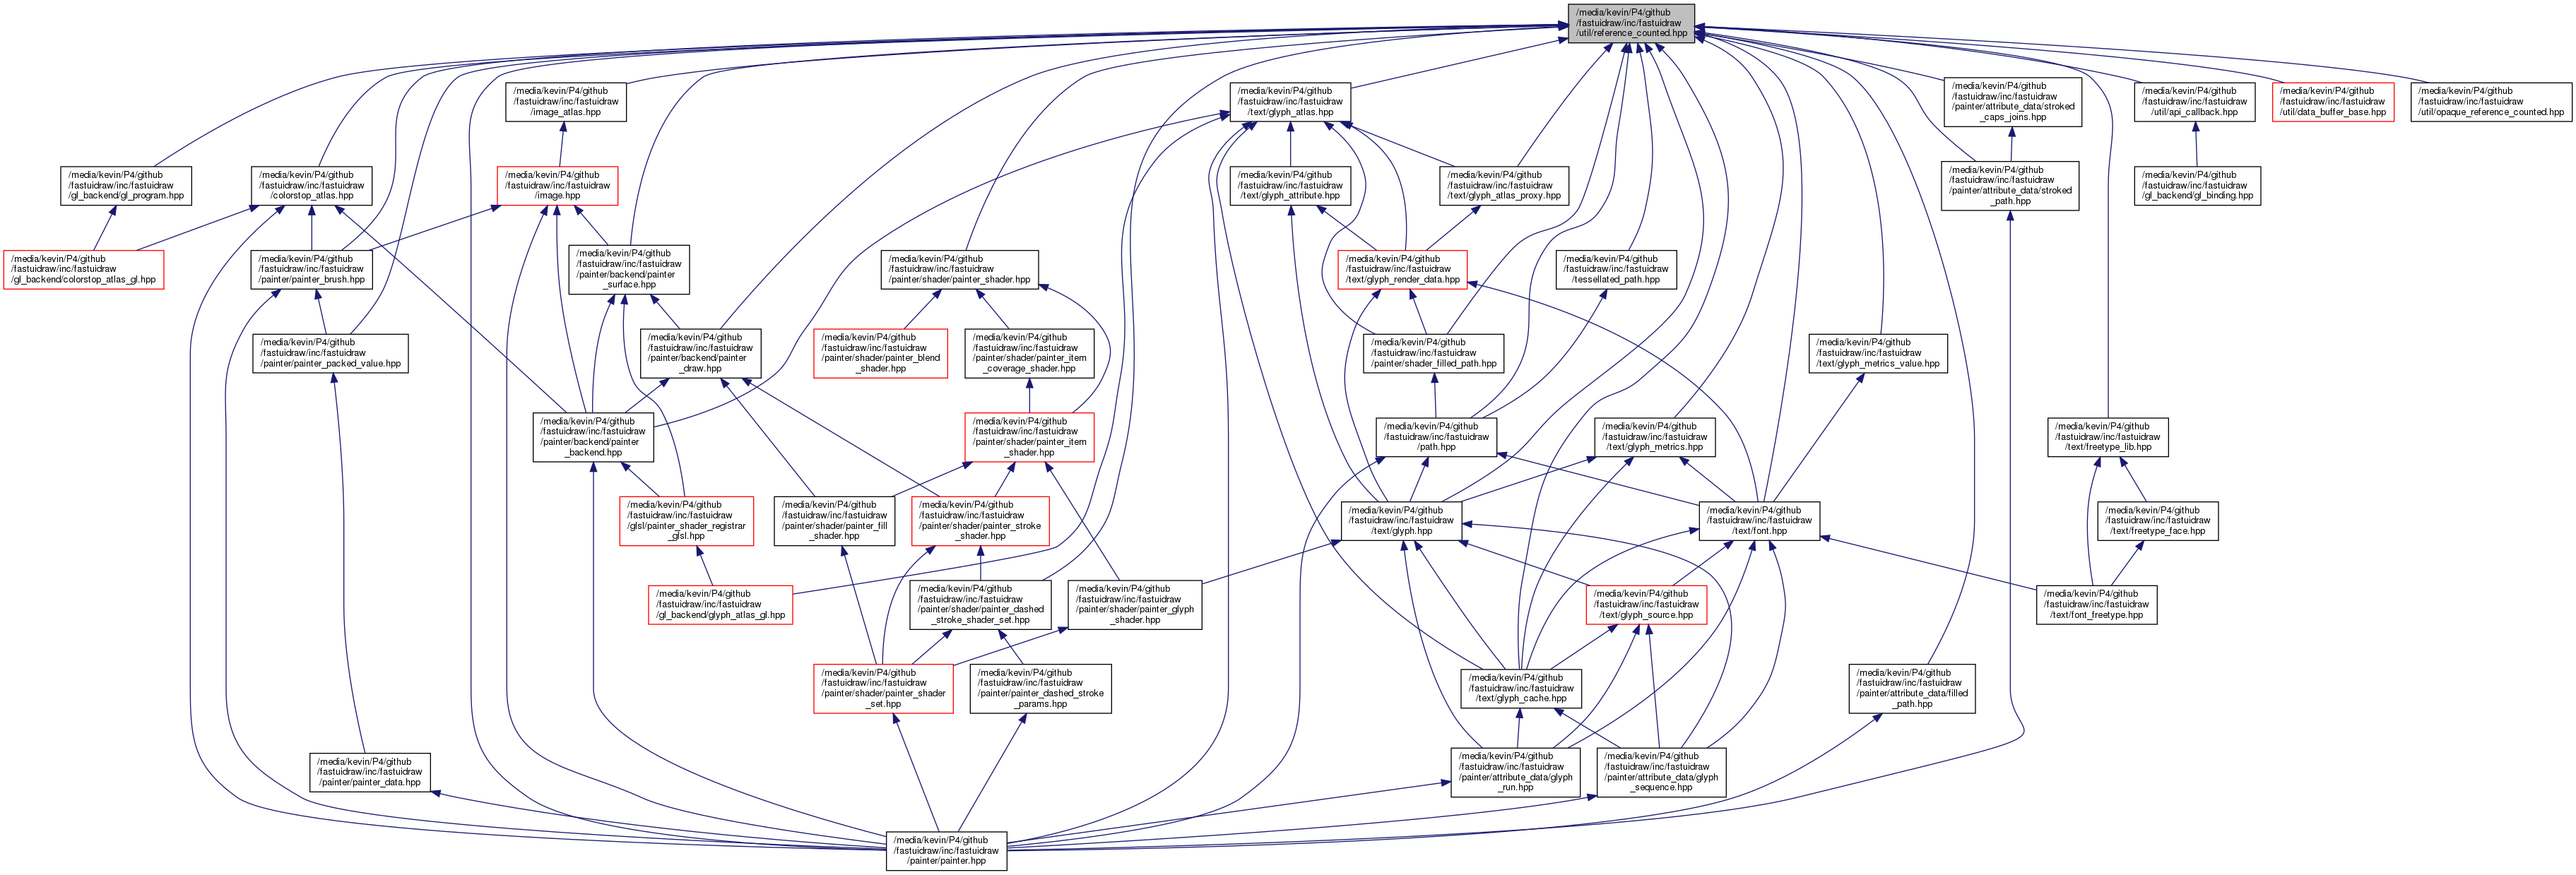 /media/kevin/P4/github
/fastuidraw/inc/fastuidraw
/util/reference_counted.hpp
/media/kevin/P4/github
/fastuidraw/inc/fastuidraw
/image_atlas.hpp
/media/kevin/P4/github
/fastuidraw/inc/fastuidraw
/text/glyph_atlas.hpp
/media/kevin/P4/github
/fastuidraw/inc/fastuidraw
/painter/attribute_data/stroked
_caps_joins.hpp
/media/kevin/P4/github
/fastuidraw/inc/fastuidraw
/util/api_callback.hpp
/media/kevin/P4/github
/fastuidraw/inc/fastuidraw
/util/data_buffer_base.hpp
/media/kevin/P4/github
/fastuidraw/inc/fastuidraw
/util/opaque_reference_counted.hpp
/media/kevin/P4/github
/fastuidraw/inc/fastuidraw
/gl_backend/gl_program.hpp
/media/kevin/P4/github
/fastuidraw/inc/fastuidraw
/colorstop_atlas.hpp
/media/kevin/P4/github
/fastuidraw/inc/fastuidraw
/image.hpp
/media/kevin/P4/github
/fastuidraw/inc/fastuidraw
/text/glyph_attribute.hpp
/media/kevin/P4/github
/fastuidraw/inc/fastuidraw
/text/glyph_atlas_proxy.hpp
/media/kevin/P4/github
/fastuidraw/inc/fastuidraw
/painter/attribute_data/stroked
_path.hpp
/media/kevin/P4/github
/fastuidraw/inc/fastuidraw
/gl_backend/gl_binding.hpp
/media/kevin/P4/github
/fastuidraw/inc/fastuidraw
/gl_backend/colorstop_atlas_gl.hpp
/media/kevin/P4/github
/fastuidraw/inc/fastuidraw
/painter/painter_brush.hpp
/media/kevin/P4/github
/fastuidraw/inc/fastuidraw
/painter/backend/painter
_surface.hpp
/media/kevin/P4/github
/fastuidraw/inc/fastuidraw
/painter/shader/painter_shader.hpp
/media/kevin/P4/github
/fastuidraw/inc/fastuidraw
/text/glyph_render_data.hpp
/media/kevin/P4/github
/fastuidraw/inc/fastuidraw
/tessellated_path.hpp
/media/kevin/P4/github
/fastuidraw/inc/fastuidraw
/painter/painter_packed_value.hpp
/media/kevin/P4/github
/fastuidraw/inc/fastuidraw
/painter/backend/painter
_draw.hpp
/media/kevin/P4/github
/fastuidraw/inc/fastuidraw
/painter/shader/painter_blend
_shader.hpp
/media/kevin/P4/github
/fastuidraw/inc/fastuidraw
/painter/shader/painter_item
_coverage_shader.hpp
/media/kevin/P4/github
/fastuidraw/inc/fastuidraw
/painter/shader_filled_path.hpp
/media/kevin/P4/github
/fastuidraw/inc/fastuidraw
/text/glyph_metrics_value.hpp
/media/kevin/P4/github
/fastuidraw/inc/fastuidraw
/painter/backend/painter
_backend.hpp
/media/kevin/P4/github
/fastuidraw/inc/fastuidraw
/painter/shader/painter_item
_shader.hpp
/media/kevin/P4/github
/fastuidraw/inc/fastuidraw
/path.hpp
/media/kevin/P4/github
/fastuidraw/inc/fastuidraw
/text/glyph_metrics.hpp
/media/kevin/P4/github
/fastuidraw/inc/fastuidraw
/text/freetype_lib.hpp
/media/kevin/P4/github
/fastuidraw/inc/fastuidraw
/glsl/painter_shader_registrar
_glsl.hpp
/media/kevin/P4/github
/fastuidraw/inc/fastuidraw
/painter/shader/painter_fill
_shader.hpp
/media/kevin/P4/github
/fastuidraw/inc/fastuidraw
/painter/shader/painter_stroke
_shader.hpp
/media/kevin/P4/github
/fastuidraw/inc/fastuidraw
/text/glyph.hpp
/media/kevin/P4/github
/fastuidraw/inc/fastuidraw
/text/font.hpp
/media/kevin/P4/github
/fastuidraw/inc/fastuidraw
/text/freetype_face.hpp
/media/kevin/P4/github
/fastuidraw/inc/fastuidraw
/gl_backend/glyph_atlas_gl.hpp
/media/kevin/P4/github
/fastuidraw/inc/fastuidraw
/painter/shader/painter_dashed
_stroke_shader_set.hpp
/media/kevin/P4/github
/fastuidraw/inc/fastuidraw
/painter/shader/painter_glyph
_shader.hpp
/media/kevin/P4/github
/fastuidraw/inc/fastuidraw
/text/glyph_source.hpp
/media/kevin/P4/github
/fastuidraw/inc/fastuidraw
/text/font_freetype.hpp
/media/kevin/P4/github
/fastuidraw/inc/fastuidraw
/painter/shader/painter_shader
_set.hpp
/media/kevin/P4/github
/fastuidraw/inc/fastuidraw
/painter/painter_dashed_stroke
_params.hpp
/media/kevin/P4/github
/fastuidraw/inc/fastuidraw
/text/glyph_cache.hpp
/media/kevin/P4/github
/fastuidraw/inc/fastuidraw
/painter/attribute_data/filled
_path.hpp
/media/kevin/P4/github
/fastuidraw/inc/fastuidraw
/painter/painter_data.hpp
/media/kevin/P4/github
/fastuidraw/inc/fastuidraw
/painter/attribute_data/glyph
_run.hpp
/media/kevin/P4/github
/fastuidraw/inc/fastuidraw
/painter/attribute_data/glyph
_sequence.hpp
/media/kevin/P4/github
/fastuidraw/inc/fastuidraw
/painter/painter.hpp